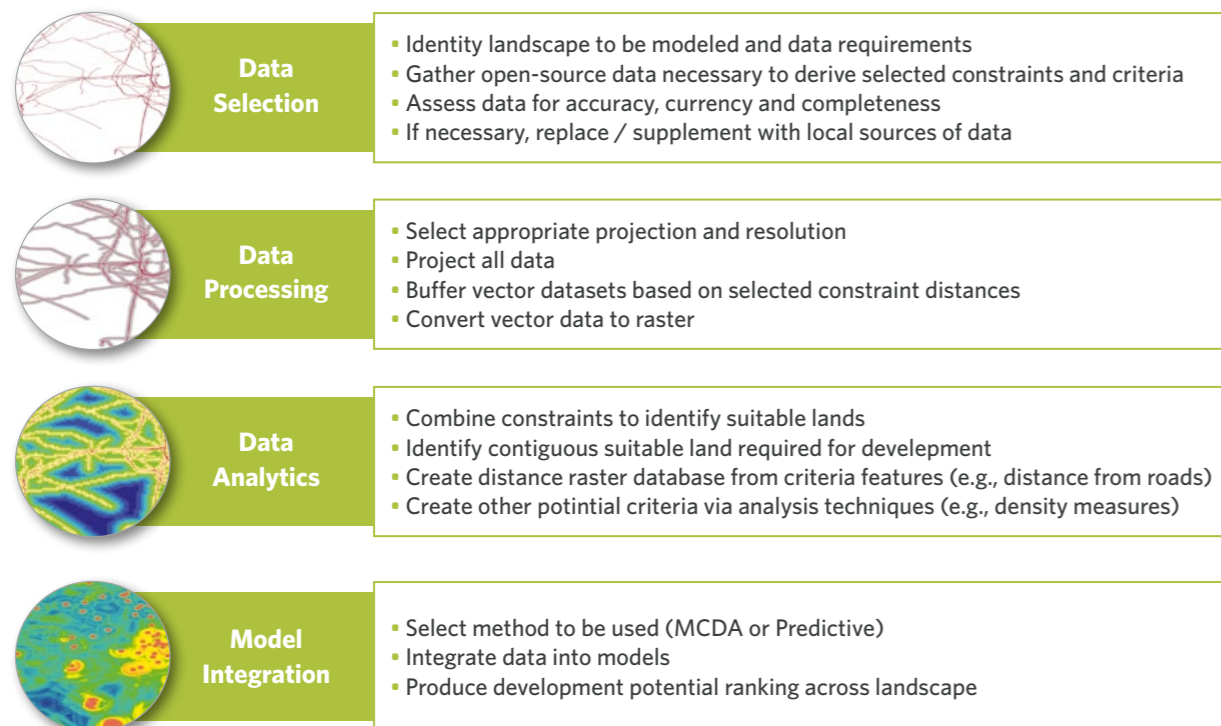 Data
Selection
• Identity landscape to be modeled and data requirements
• Gather open-source data necessary to derive selected constraints and criteria
• Assess data for accuracy, currency and completeness
• If necessary, replace / supplement with local sources of data
Data
Processing
• Select appropriate projection and resolution
• Project all data
• Buffer vector datasets based on selected constraint distances
• Convert vector data to raster
Data
Analytics
• Combine constraints to identify suitable lands
• Identify contiguous suitable land required for develepment
• Create distance raster database from criteria features (e.g., distance from roads)
• Create other potintial criteria via analysis techniques (e.g., density measures)
Model
Integration
• Select method to be used (MCDA or Predictive)
• Integrate data into models
• Produce development potential ranking across landscape